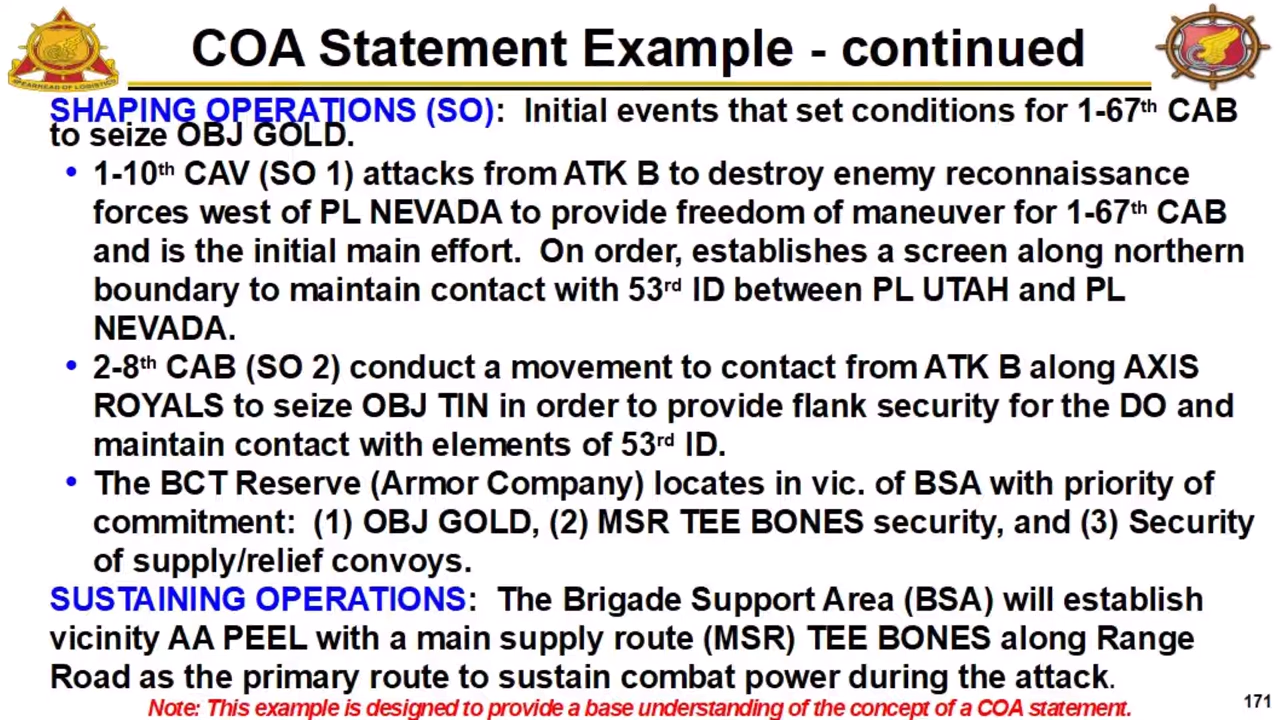 COA Statement Example - continued
SPEARHEAD OF LOGISTICS
SHAPING OPERATIONS (SO): Initial events that set conditions for 1-67th CAB
to seize OBJ GOLD.
• 1-10th CAV (SO 1) attacks from ATK B to destroy enemy reconnaissance
forces west of PL NEVADA to provide freedom of maneuver for 1-67th CAB
and is the initial main effort. On order, establishes a screen along northern
boundary to maintain contact with 53rd ID between PL UTAH and PL
NEVADA.
• 2-8th CAB (SO 2) conduct a movement to contact from ATK B along AXIS
ROYALS to seize OBJ TIN in order to provide flank security for the DO and
maintain contact with elements of 53rd ID.
• The BCT Reserve (Armor Company) locates in vic. of BSA with priority of
commitment: (1) OBJ GOLD, (2) MSR TEE BONES security, and (3) Security
of supply/relief convoys.
SUSTAINING OPERATIONS: The Brigade Support Area (BSA) will establish
vicinity AA PEEL with a main supply route (MSR) TEE BONES along Range
Road as the primary route to sustain combat power during the attack.
Note: This example is designed to provide a base understanding of the concept of a COA statement.
171